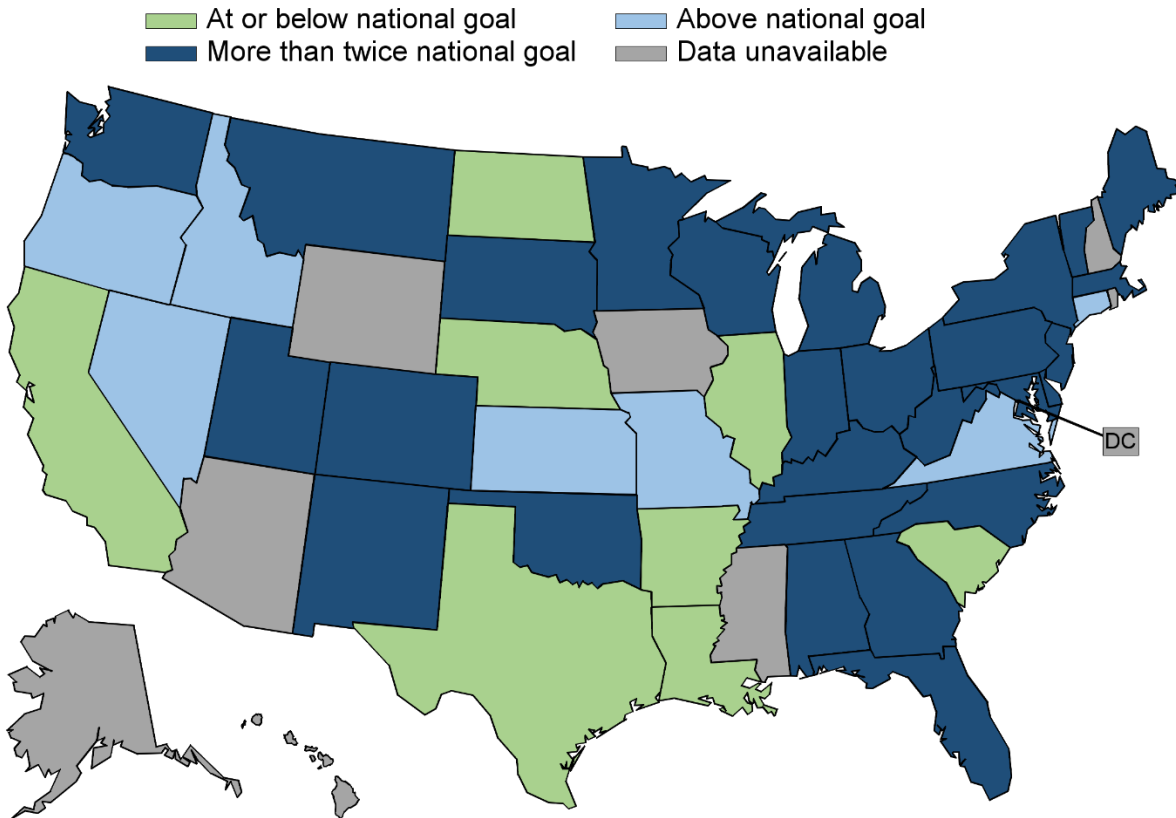 At or below national goal
Above national goal
More than twice national goal
Data unavailable
DC